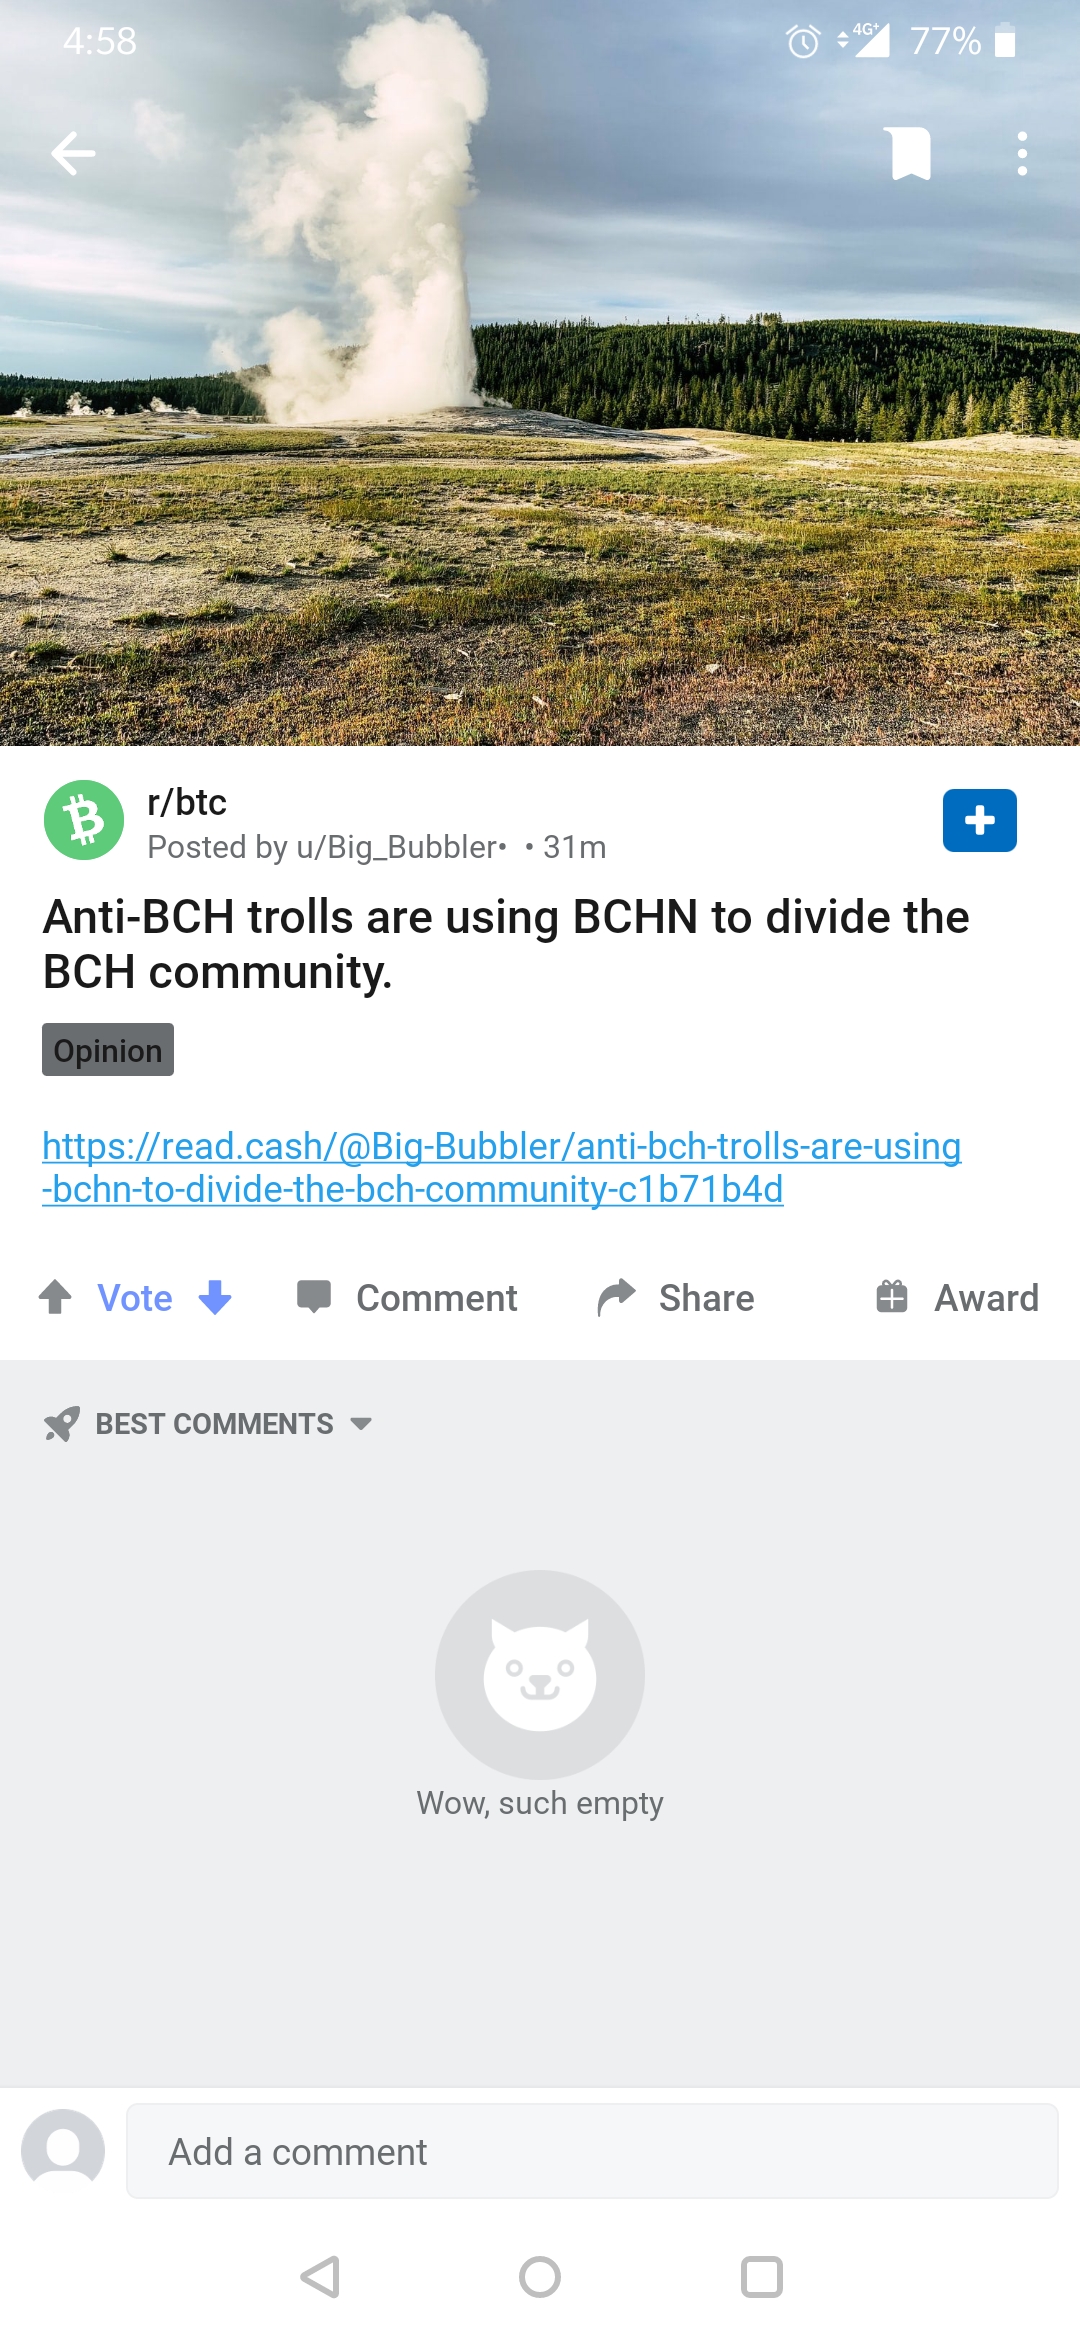 4:58
4G+ 77%
r/btc
Posted by u/Big_Bubbler• • 31m
Anti-BCH trolls are using BCHN to divide the
BCH community.
Opinion
https://read.cash/@Big-Bubbler/anti-bch-trolls-are-using
-bchn-to-divide-the-bch-community-c1b71b4d
Vote Comment Share Award
BEST COMMENTS
Wow, such empty
Add a comment